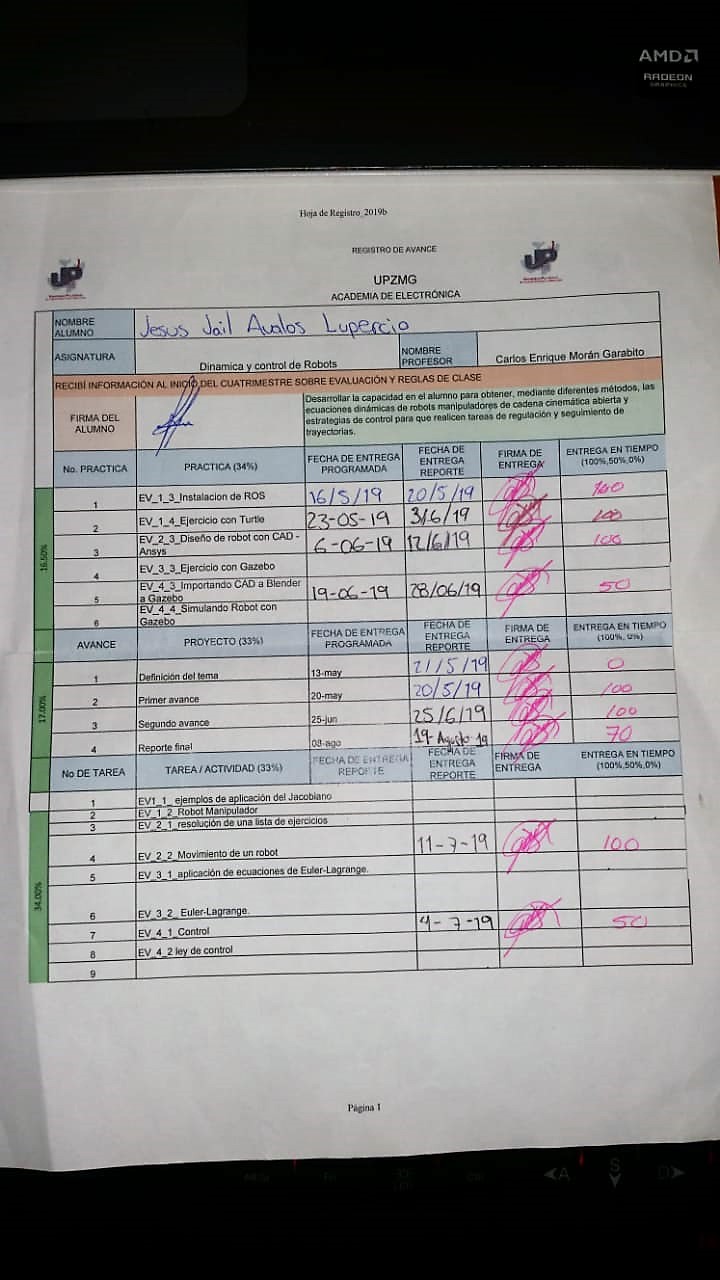 AMD
RADEON
GRAPHICS
Hoja de Registro_2019b
REGISTRO DE AVANCE
UPZMG
ACADEMIA DE ELECTRÓNICA
NOMBRE ALUMNO Jesus Jail Avalos Lupercio
ASIGNATURA Dinamica y control de Robots NOMBRE PROFESOR Carlos Enrique Morán Garabito
RECIBÍ INFORMACIÓN AL INICIO DEL CUATRIMESTRE SOBRE EVALUACIÓN Y REGLAS DE CLASE
FIRMA DEL ALUMNO
Desarrollar la capacidad en el alumno para obtener, mediante diferentes métodos, las
ecuaciones dinámicas de robots manipuladores de cadena cinemática abierta y
estrategias de control para que realicen tareas de regulación y seguimiento de
trayectorias.
No. PRACTICA PRACTICA (34%) FECHA DE ENTREGA PROGRAMADA FECHA DE ENTREGA REPORTE FIRMA DE ENTREGA ENTREGA EN TIEMPO (100%,50%,0%)
16.50%
1 EV_1_3_Instalacion de ROS 16/5/19 20/5/19 100
2 EV_1_4_Ejercicio con Turtle 23-05-19 3/6/19 100
3 EV_2_3_Diseño de robot con CAD - Ansys 6-06-19 12/6/19 100
4 EV_3_3_Ejercicio con Gazebo
5 EV_4_3_Importando CAD a Blender a Gazebo 19-06-19 28/06/19 50
6 EV_4_4_Simulando Robot con Gazebo
AVANCE PROYECTO (33%) FECHA DE ENTREGA PROGRAMADA FECHA DE ENTREGA REPORTE FIRMA DE ENTREGA ENTREGA EN TIEMPO (100%, 0%)
17.00%
1 Definición del tema 13-may 21/5/19 0
2 Primer avance 20-may 20/5/19 100
3 Segundo avance 25-jun 25/6/19 100
4 Reporte final 08-ago 19-Agosto-19 70
No DE TAREA TAREA / ACTIVIDAD (33%) FECHA DE ENTREGA REPORTE FECHA DE ENTREGA REPORTE FIRMA DE ENTREGA ENTREGA EN TIEMPO (100%,50%,0%)
34.00%
1 EV1_1_ ejemplos de aplicación del Jacobiano
2 EV_1_2_Robot Manipulador
3 EV_2_1_resolución de una lista de ejercicios
4 EV_2_2_Movimiento de un robot 11-7-19 100
5 EV_3_1_aplicación de ecuaciones de Euler-Lagrange.
6 EV_3_2_ Euler-Lagrange.
7 EV_4_1_Control 4-7-19 50
8 EV_4_2 ley de control
9
Página 1
A S D